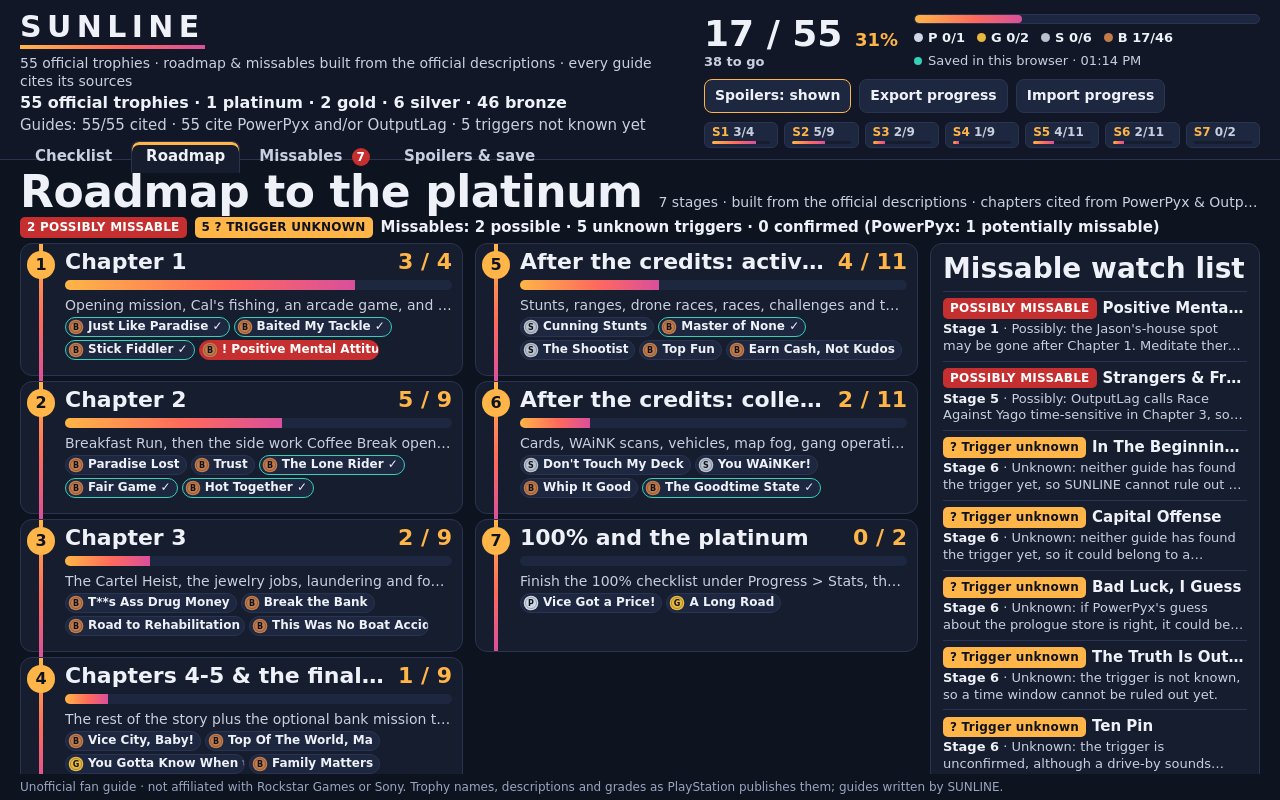 SUNLINE
55 official trophies · roadmap & missables built from the official descriptions · every guide
cites its sources
55 official trophies · 1 platinum · 2 gold · 6 silver · 46 bronze
Guides: 55/55 cited · 55 cite PowerPyx and/or OutputLag · 5 triggers not known yet
17 / 55 31%
38 to go
P 0/1 G 0/2 S 0/6 B 17/46
Saved in this browser · 01:14 PM
Spoilers: shown Export progress Import progress
S1 3/4 S2 5/9 S3 2/9 S4 1/9 S5 4/11 S6 2/11 S7 0/2
Checklist Roadmap Missables 7 Spoilers & save
Roadmap to the platinum 7 stages · built from the official descriptions · chapters cited from PowerPyx & Outp…
2 POSSIBLY MISSABLE 5 ? TRIGGER UNKNOWN Missables: 2 possible · 5 unknown triggers · 0 confirmed (PowerPyx: 1 potentially missable)
1 Chapter 1 3 / 4
Opening mission, Cal's fishing, an arcade game, and …
B Just Like Paradise ✓ B Baited My Tackle ✓
B Stick Fiddler ✓ B ! Positive Mental Attitu
2 Chapter 2 5 / 9
Breakfast Run, then the side work Coffee Break open…
B Paradise Lost B Trust B The Lone Rider ✓
B Fair Game ✓ B Hot Together ✓
3 Chapter 3 2 / 9
The Cartel Heist, the jewelry jobs, laundering and fo…
B T**s Ass Drug Money B Break the Bank
B Road to Rehabilitation B This Was No Boat Accid
4 Chapters 4-5 & the final… 1 / 9
The rest of the story plus the optional bank mission t…
B Vice City, Baby! B Top Of The World, Ma
G You Gotta Know When B Family Matters
5 After the credits: activ… 4 / 11
Stunts, ranges, drone races, races, challenges and t…
S Cunning Stunts B Master of None ✓
S The Shootist B Top Fun B Earn Cash, Not Kudos
6 After the credits: colle… 2 / 11
Cards, WAiNK scans, vehicles, map fog, gang operati…
S Don't Touch My Deck S You WAiNKer!
B Whip It Good B The Goodtime State ✓
7 100% and the platinum 0 / 2
Finish the 100% checklist under Progress > Stats, th…
P Vice Got a Price! G A Long Road
Missable watch list
POSSIBLY MISSABLE Positive Menta…
Stage 1 · Possibly: the Jason's-house spot
may be gone after Chapter 1. Meditate ther…
POSSIBLY MISSABLE Strangers & Fr…
Stage 5 · Possibly: OutputLag calls Race
Against Yago time-sensitive in Chapter 3, so…
? Trigger unknown In The Beginnin…
Stage 6 · Unknown: neither guide has found
the trigger yet, so SUNLINE cannot rule out …
? Trigger unknown Capital Offense
Stage 6 · Unknown: neither guide has found
the trigger yet, so it could belong to a…
? Trigger unknown Bad Luck, I Guess
Stage 6 · Unknown: if PowerPyx's guess
about the prologue store is right, it could be…
? Trigger unknown The Truth Is Out…
Stage 6 · Unknown: the trigger is not known,
so a time window cannot be ruled out yet.
? Trigger unknown Ten Pin
Stage 6 · Unknown: the trigger is
unconfirmed, although a drive-by sounds…
Unofficial fan guide · not affiliated with Rockstar Games or Sony. Trophy names, descriptions and grades as PlayStation publishes them; guides written by SUNLINE.